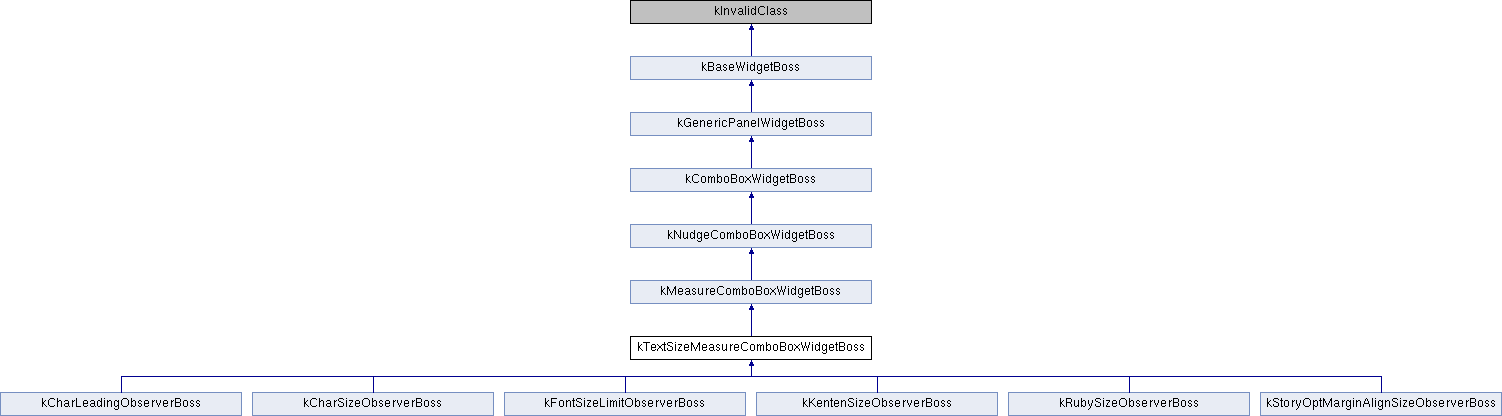 kInvalidClass
kBaseWidgetBoss
kGenericPanelWidgetBoss
kComboBoxWidgetBoss
kNudgeComboBoxWidgetBoss
kMeasureComboBoxWidgetBoss
kTextSizeMeasureComboBoxWidgetBoss
kCharLeadingObserverBoss
kCharSizeObserverBoss
kFontSizeLimitObserverBoss
kKentenSizeObserverBoss
kRubySizeObserverBoss
kStoryOptMarginAlignSizeObserverBoss